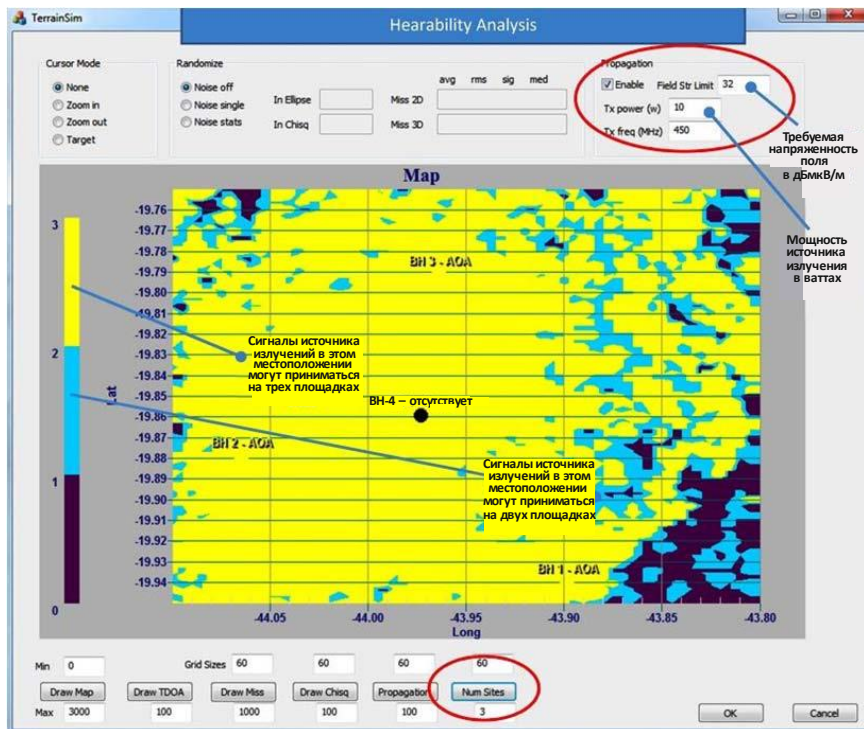 TerrainSim
Hearability Analysis
Cursor Mode
None
Zoom in
Zoom out
Target
Randomize
Noise off
Noise single
Noise stats
In Ellipse
In Chisq
avg rms sig med
Miss 2D
Miss 3D
Propagation
Enable Field Str Limit 32
Tx power (w) 10
Tx freq (MHz) 450
Требуемая
напряженность
поля
в дБмкВ/м
Мощность
источника
излучения
в ваттах
Map
3
2
1
0
Lat
-19.76
-19.77
-19.78
-19.79
-19.80
-19.81
-19.82
-19.83
-19.84
-19.85
-19.86
-19.87
-19.88
-19.89
-19.90
-19.91
-19.92
-19.93
-19.94
BH 3 - AOA
Сигналы источника
излучений в этом
местоположении
могут приниматься
на трех площадках
BH-4 – отсутствует
BH 2 - AOA
Сигналы источника
излучений в этом
местоположении
могут приниматься
на двух площадках
BH 1 - AOA
-44.05 -44.00 -43.95 -43.90 -43.85 -43.80
Long
Min 0 Grid Sizes 60 60 60 60
Draw Map Draw TDOA Draw Miss Draw Chisq Propagation Num Sites
Max 3000 100 1000 100 100 3
OK Cancel